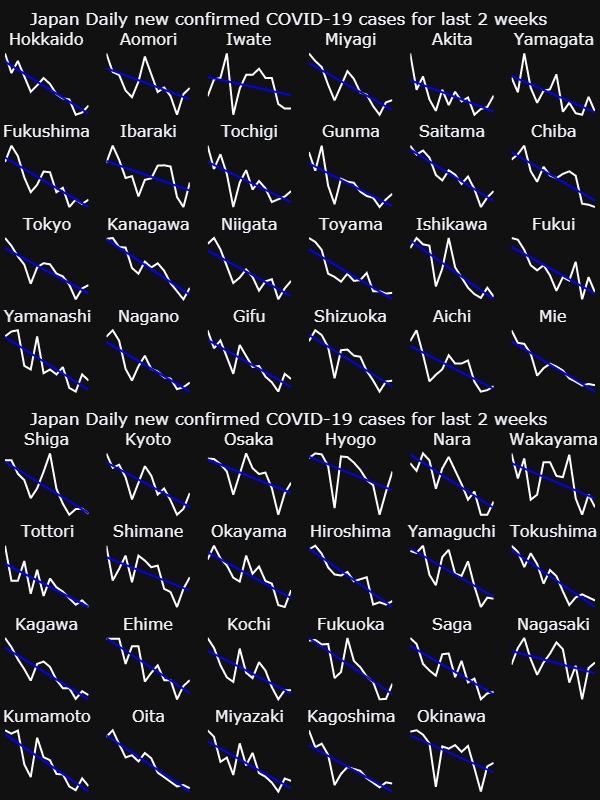 Japan Daily new confirmed COVID-19 cases for last 2 weeks
Hokkaido Aomori Iwate Miyagi Akita Yamagata
Fukushima Ibaraki Tochigi Gunma Saitama Chiba
Tokyo Kanagawa Niigata Toyama Ishikawa Fukui
Yamanashi Nagano Gifu Shizuoka Aichi Mie
Japan Daily new confirmed COVID-19 cases for last 2 weeks
Shiga Kyoto Osaka Hyogo Nara Wakayama
Tottori Shimane Okayama Hiroshima Yamaguchi Tokushima
Kagawa Ehime Kochi Fukuoka Saga Nagasaki
Kumamoto Oita Miyazaki Kagoshima Okinawa